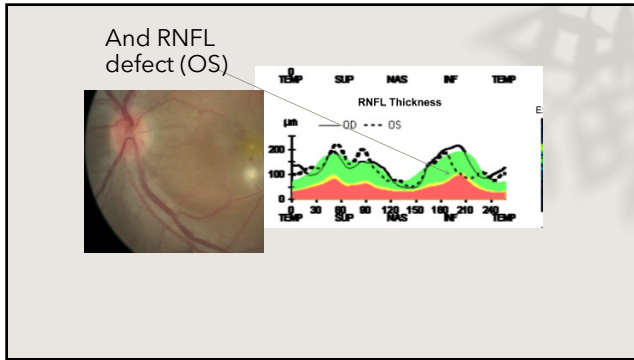 And RNFL
defect (OS)
0
TEMP SUP NAS INF TEMP
RNFL Thickness
µm
OD OS
200
100
0
0 30 60 90 120 150 180 210 240
TEMP SUP NAS INF TEMP